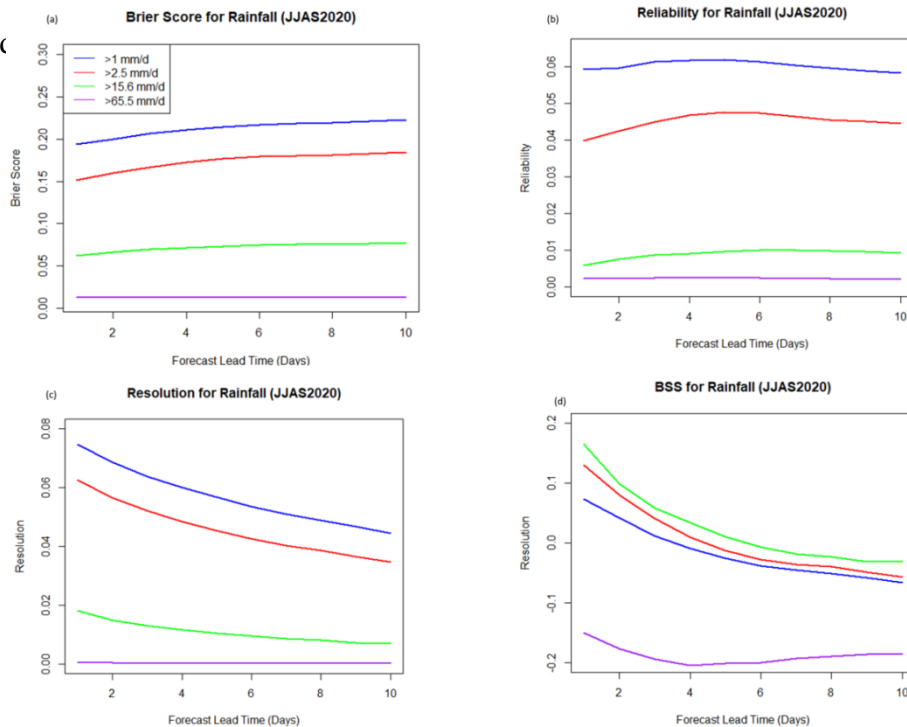 (a) Brier Score for Rainfall (JJAS2020)
>1 mm/d
>2.5 mm/d
>15.6 mm/d
>65.5 mm/d
Brier Score
0.00 0.05 0.10 0.15 0.20 0.25 0.30
2 4 6 8 10
Forecast Lead Time (Days)
(b) Reliability for Rainfall (JJAS2020)
Reliability
0.00 0.01 0.02 0.03 0.04 0.05 0.06
2 4 6 8 10
Forecast Lead Time (Days)
(c) Resolution for Rainfall (JJAS2020)
Resolution
0.00 0.02 0.04 0.06 0.08
2 4 6 8 10
Forecast Lead Time (Days)
(d) BSS for Rainfall (JJAS2020)
Resolution
-0.2 -0.1 0.0 0.1 0.2
2 4 6 8 10
Forecast Lead Time (Days)